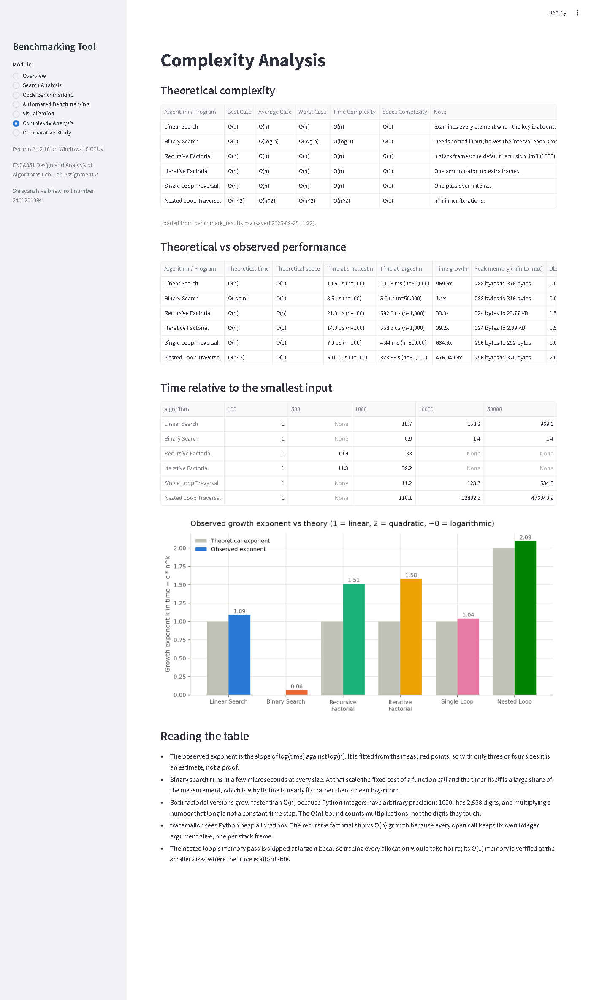 Deploy
Benchmarking Tool
Module
Overview
Search Analysis
Code Benchmarking
Automated Benchmarking
Visualization
Complexity Analysis
Comparative Study
Python 3.12.10 on Windows | 8 CPUs
ENCA351 Design and Analysis of
Algorithms Lab, Lab Assignment 2
Shreyansh Vaibhaw, roll number
2401201094
Complexity Analysis
Theoretical complexity
Algorithm / Program Best Case Average Case Worst Case Time Complexity Space Complexity Note
Linear Search O(1) O(n) O(n) O(n) O(1) Examines every element when the key is absent.
Binary Search O(1) O(log n) O(log n) O(log n) O(1) Needs sorted input; halves the interval each prob
Recursive Factorial O(n) O(n) O(n) O(n) O(n) n stack frames; the default recursion limit (1000)
Iterative Factorial O(n) O(n) O(n) O(n) O(1) One accumulator, no extra frames.
Single Loop Traversal O(n) O(n) O(n) O(n) O(1) One pass over n items.
Nested Loop Traversal O(n^2) O(n^2) O(n^2) O(n^2) O(1) n*n inner iterations.
Loaded from benchmark_results.csv (saved 2026-09-28 11:22).
Theoretical vs observed performance
Algorithm / Program Theoretical time Theoretical space Time at smallest n Time at largest n Time growth Peak memory (min to max) Ob
Linear Search O(n) O(1) 10.5 us (n=100) 10.18 ms (n=50,000) 969.6x 288 bytes to 376 bytes 1.0
Binary Search O(log n) O(1) 3.6 us (n=100) 5.0 us (n=50,000) 1.4x 288 bytes to 316 bytes 0.0
Recursive Factorial O(n) O(n) 21.0 us (n=100) 692.0 us (n=1,000) 33.0x 324 bytes to 23.77 KB 1.5
Iterative Factorial O(n) O(1) 14.3 us (n=100) 558.5 us (n=1,000) 39.2x 324 bytes to 2.39 KB 1.5
Single Loop Traversal O(n) O(1) 7.0 us (n=100) 4.44 ms (n=50,000) 634.6x 256 bytes to 292 bytes 1.0
Nested Loop Traversal O(n^2) O(1) 691.1 us (n=100) 328.99 s (n=50,000) 476,040.9x 256 bytes to 320 bytes 2.0
Time relative to the smallest input
algorithm 100 500 1000 10000 50000
Linear Search 1 None 18.7 158.2 969.6
Binary Search 1 None 0.9 1.4 1.4
Recursive Factorial 1 10.9 33 None None
Iterative Factorial 1 11.3 39.2 None None
Single Loop Traversal 1 None 11.2 123.7 634.6
Nested Loop Traversal 1 None 116.1 12802.5 476040.9
Observed growth exponent vs theory (1 = linear, 2 = quadratic, ~0 = logarithmic)
Theoretical exponent
Observed exponent
Growth exponent k in time = c * n^k
2.00
1.75
1.50
1.25
1.00
0.75
0.50
0.25
0.00
1.09
0.06
1.51
1.58
1.04
2.09
Linear Search Binary Search Recursive Factorial Iterative Factorial Single Loop Nested Loop
Reading the table
• The observed exponent is the slope of log(time) against log(n). It is fitted from the measured points, so with only three or four sizes it is
an estimate, not a proof.
• Binary search runs in a few microseconds at every size. At that scale the fixed cost of a function call and the timer itself is a large share of
the measurement, which is why its line is nearly flat rather than a clean logarithm.
• Both factorial versions grow faster than O(n) because Python integers have arbitrary precision: 1000! has 2,568 digits, and multiplying a
number that long is not a constant-time step. The O(n) bound counts multiplications, not the digits they touch.
• tracemalloc sees Python heap allocations. The recursive factorial shows O(n) growth because every open call keeps its own integer
argument alive, one per stack frame.
• The nested loop's memory pass is skipped at large n because tracing every allocation would take hours; its O(1) memory is verified at the
smaller sizes where the trace is affordable.